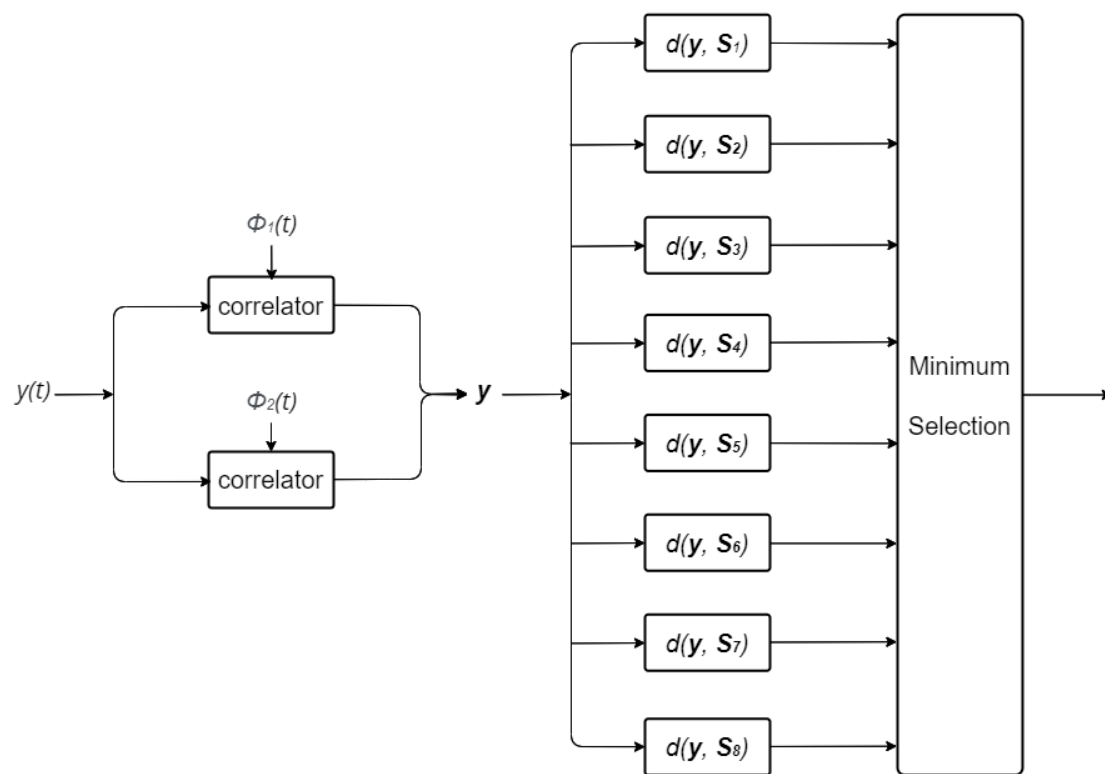 Φ₁(t)
correlator
y(t)
Φ₂(t)
correlator
y
d(y, S₁)
d(y, S₂)
d(y, S₃)
d(y, S₄)
d(y, S₅)
d(y, S₆)
d(y, S₇)
d(y, S₈)
Minimum
Selection